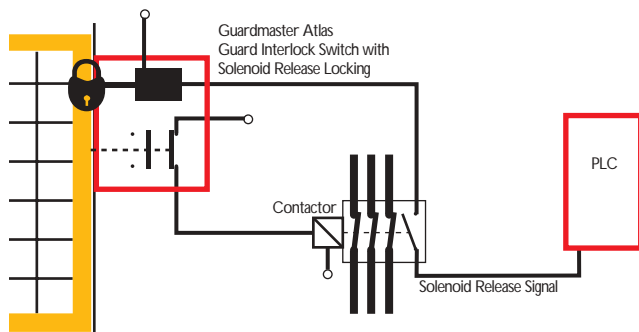 Guardmaster Atlas
Guard Interlock Switch with
Solenoid Release Locking
PLC
Contactor
Solenoid Release Signal